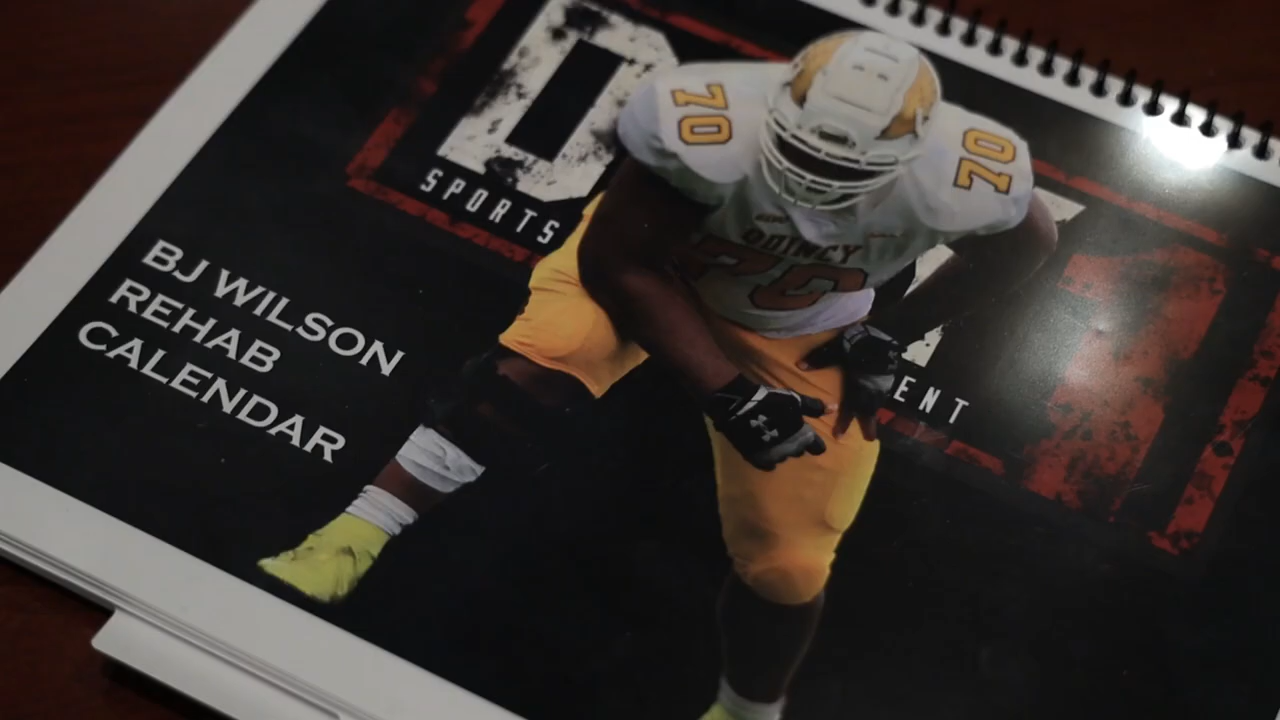 D
SPORTS
ENT
BJ WILSON
REHAB
CALENDAR
70
70
QUINCY
70